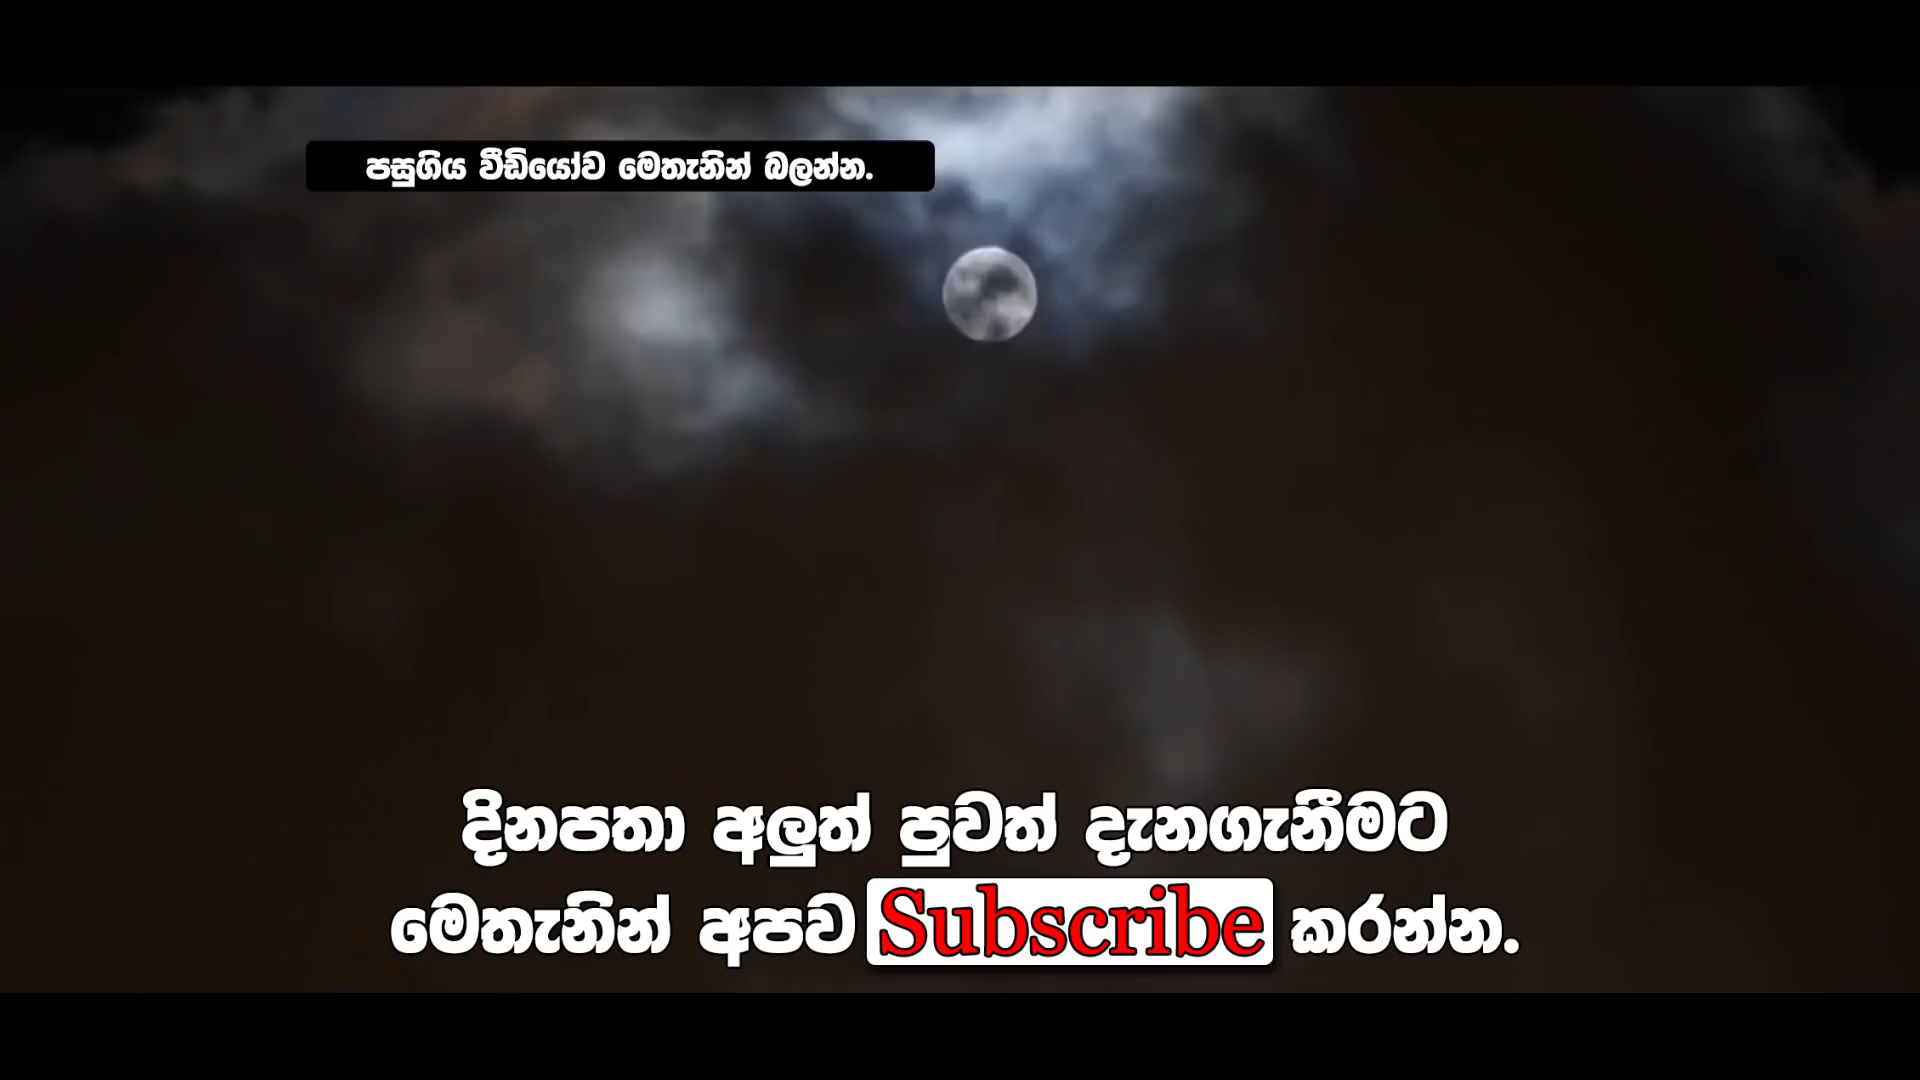 පසුගිය වීඩියෝව මෙතැනින් බලන්න.
දිනපතා අලුත් පුවත් දැනගැනීමට
මෙතැනින් අපව Subscribe කරන්න.